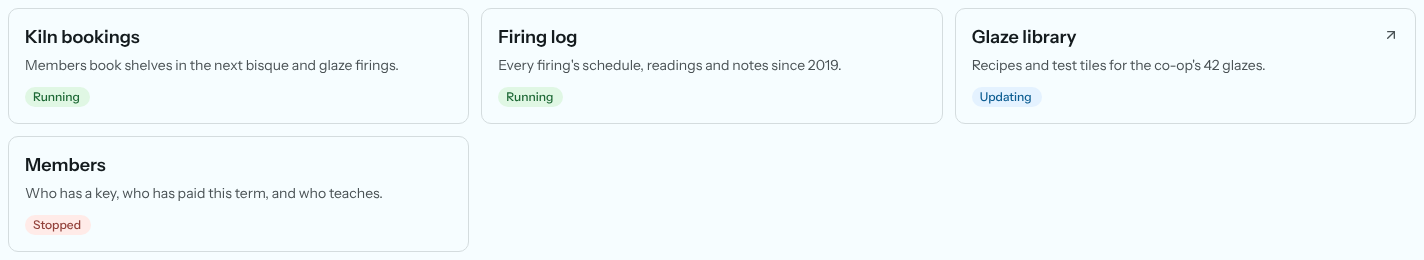 Kiln bookings
Members book shelves in the next bisque and glaze firings.
Running
Firing log
Every firing's schedule, readings and notes since 2019.
Running
Glaze library
Recipes and test tiles for the co-op's 42 glazes.
Updating
Members
Who has a key, who has paid this term, and who teaches.
Stopped